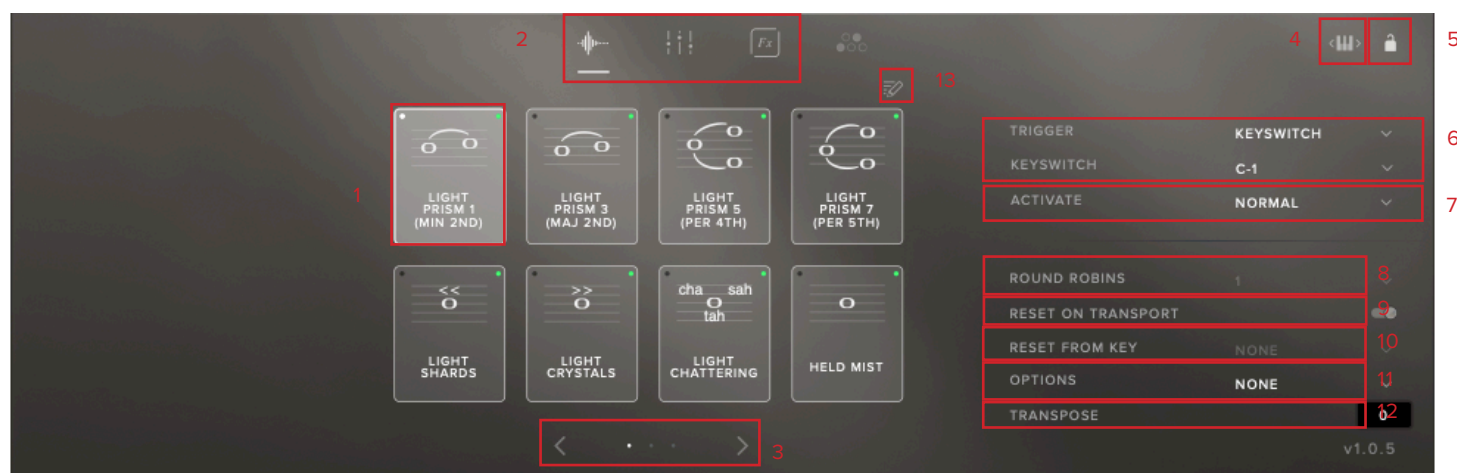 2
Fx
4
5
13
1
LIGHT
PRISM 1
(MIN 2ND)
LIGHT
PRISM 3
(MAJ 2ND)
LIGHT
PRISM 5
(PER 4TH)
LIGHT
PRISM 7
(PER 5TH)
<<
LIGHT
SHARDS
>>
LIGHT
CRYSTALS
cha sah
tah
LIGHT
CHATTERING
HELD MIST
3
TRIGGER KEYSWITCH
KEYSWITCH C-1
6
ACTIVATE NORMAL
7
ROUND ROBINS 1
8
RESET ON TRANSPORT
9
RESET FROM KEY NONE
10
OPTIONS NONE
11
TRANSPOSE 0
12
v1.0.5